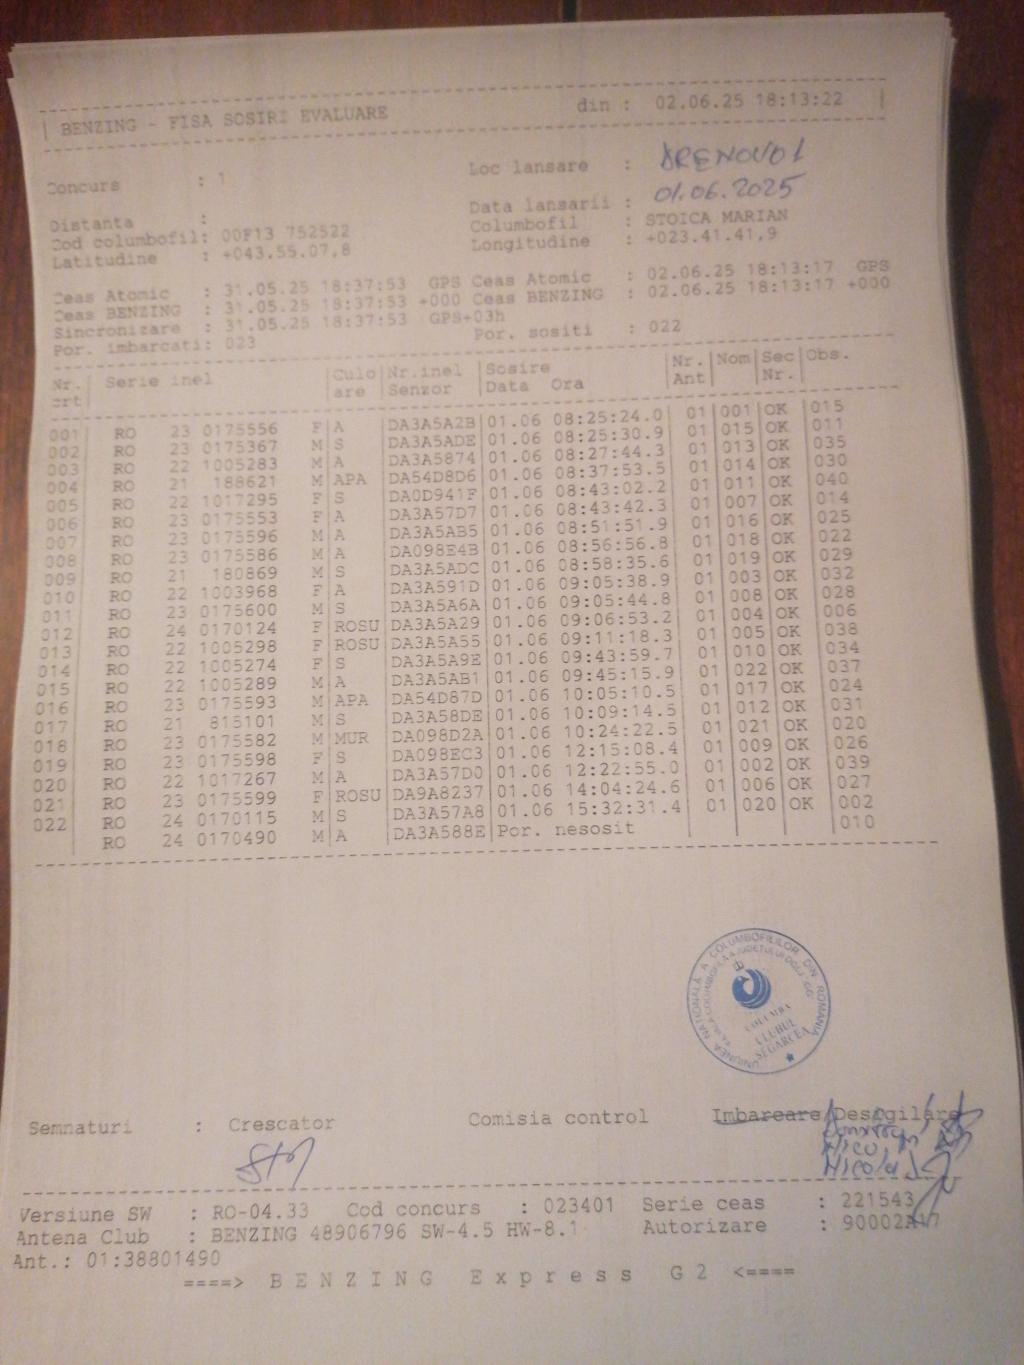 BENZING - FISA SOSIRI EVALUARE din : 02.06.25 18:13:22
Concurs : 1 Loc lansare : DRENOVO1
Data lansarii : 01.06.2025
Distanta : Columbofil : STOICA MARIAN
Cod columbofil: 00F13 752522 Longitudine : +023.41.41,9
Latitudine : +043.55.07,8
Ceas Atomic : 31.05.25 18:37:53 GPS Ceas Atomic : 02.06.25 18:13:17 GPS
Ceas BENZING : 31.05.25 18:37:53 +000 Ceas BENZING : 02.06.25 18:13:17 +000
Sincronizare : 31.05.25 18:37:53 GPS+03h
Por. imbarcati: 023 Por. sositi : 022
Nr. Serie inel Culo Nr.inel Sosire Nr. Nom Sec Obs.
crt are Senzor Data Ora Ant Nr.
001 RO 23 0175556 F A DA3A5A2B 01.06 08:25:24.0 01 001 OK 015
002 RO 23 0175367 M S DA3A5ADE 01.06 08:25:30.9 01 015 OK 011
003 RO 22 1005283 M A DA3A5874 01.06 08:27:44.3 01 013 OK 035
004 RO 21 188621 M APA DA54D8D6 01.06 08:37:53.5 01 014 OK 030
005 RO 22 1017295 F S DA0D941F 01.06 08:43:02.2 01 011 OK 040
006 RO 23 0175553 F A DA3A57D7 01.06 08:43:42.3 01 007 OK 014
007 RO 23 0175596 M A DA3A5AB5 01.06 08:51:51.9 01 016 OK 025
008 RO 23 0175586 M A DA098E4B 01.06 08:56:56.8 01 018 OK 022
009 RO 21 180869 M S DA3A5ADC 01.06 08:58:35.6 01 019 OK 029
010 RO 22 1003968 F A DA3A591D 01.06 09:05:38.9 01 003 OK 032
011 RO 23 0175600 M S DA3A5A6A 01.06 09:05:44.8 01 008 OK 028
012 RO 24 0170124 F ROSU DA3A5A29 01.06 09:06:53.2 01 004 OK 006
013 RO 22 1005298 F ROSU DA3A5A55 01.06 09:11:18.3 01 005 OK 038
014 RO 22 1005274 F S DA3A5A9E 01.06 09:43:59.7 01 010 OK 034
015 RO 22 1005289 M A DA3A5AB1 01.06 09:45:15.9 01 022 OK 037
016 RO 23 0175593 M APA DA54D87D 01.06 10:05:10.5 01 017 OK 024
017 RO 21 815101 M S DA3A58DE 01.06 10:09:14.5 01 012 OK 031
018 RO 23 0175582 M MUR DA098D2A 01.06 10:24:22.5 01 021 OK 020
019 RO 23 0175598 F S DA098EC3 01.06 12:15:08.4 01 009 OK 026
020 RO 22 1017267 M A DA3A57D0 01.06 12:22:55.0 01 002 OK 039
021 RO 23 0175599 F ROSU DA9A8237 01.06 14:04:24.6 01 006 OK 027
022 RO 24 0170115 M S DA3A57A8 01.06 15:32:31.4 01 020 OK 002
RO 24 0170490 M A DA3A588E Por. nesosit 010
UNIUNEA NATIONALĂ A COLUMBOFILILOR DIN ROMANIA
COLUMBA
CLUBUL
SEGARCEA
Semnaturi : Crescator Comisia control Imbarcare/Desigilare
Nicola
Versiune SW : RO-04.33 Cod concurs : 023401 Serie ceas : 221543
Antena Club : BENZING 48906796 SW-4.5 HW-8.1 Autorizare : 90002A17
Ant.: 01:38801490
====> BENZING Express G2 <====